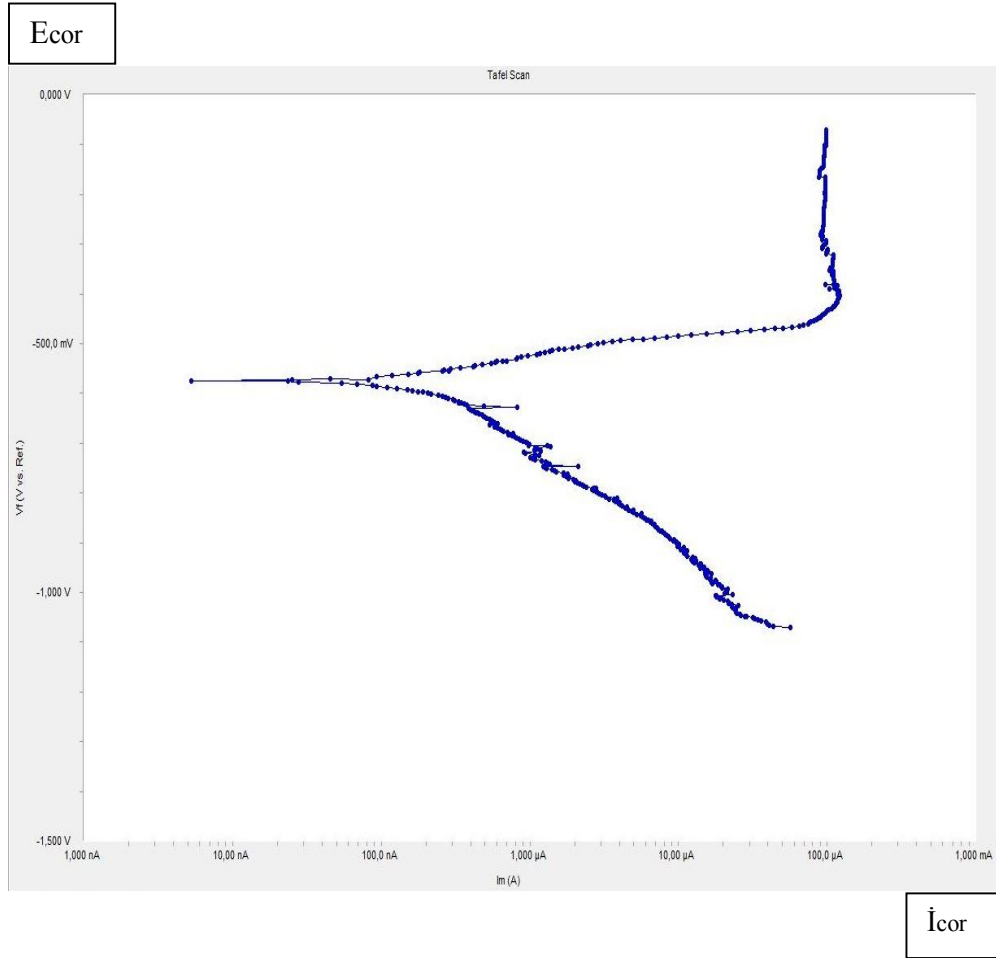 Ecor
Tafel Scan
0,000 V
-500,0 mV
-1,000 V
-1,500 V
Vf (V vs. Ref.)
1,000 nA
10,00 nA
100,0 nA
1,000 µA
10,00 µA
100,0 µA
1,000 mA
Im (A)
İcor